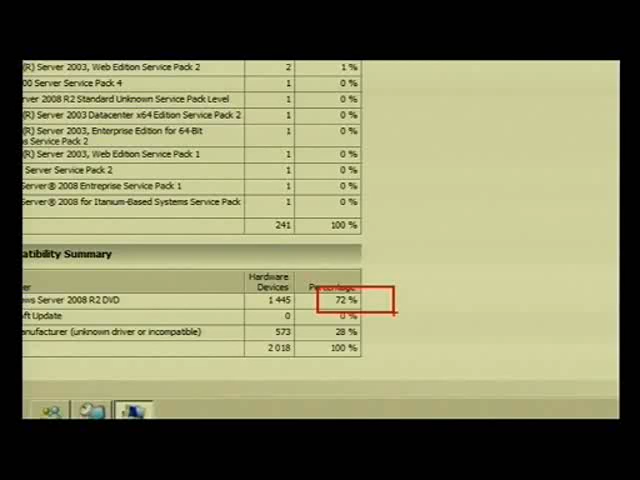 (R) Server 2003, Web Edition Service Pack 2 2 1 %
00 Server Service Pack 4 1 0 %
rver 2008 R2 Standard Unknown Service Pack Level 1 0 %
(R) Server 2003 Datacenter x64 Edition Service Pack 2 1 0 %
(R) Server 2003, Enterprise Edition for 64-Bit
s Service Pack 2 1 0 %
(R) Server 2003, Web Edition Service Pack 1 1 0 %
Server Service Pack 2 1 0 %
Server® 2008 Entreprise Service Pack 1 1 0 %
Server® 2008 for Itanium-Based Systems Service Pack 1 0 %
241 100 %
atibility Summary
er Hardware Devices Percentage
ws Server 2008 R2 DVD 1 445 72 %
oft Update 0 0 %
anufacturer (unknown driver or incompatible) 573 28 %
2 018 100 %